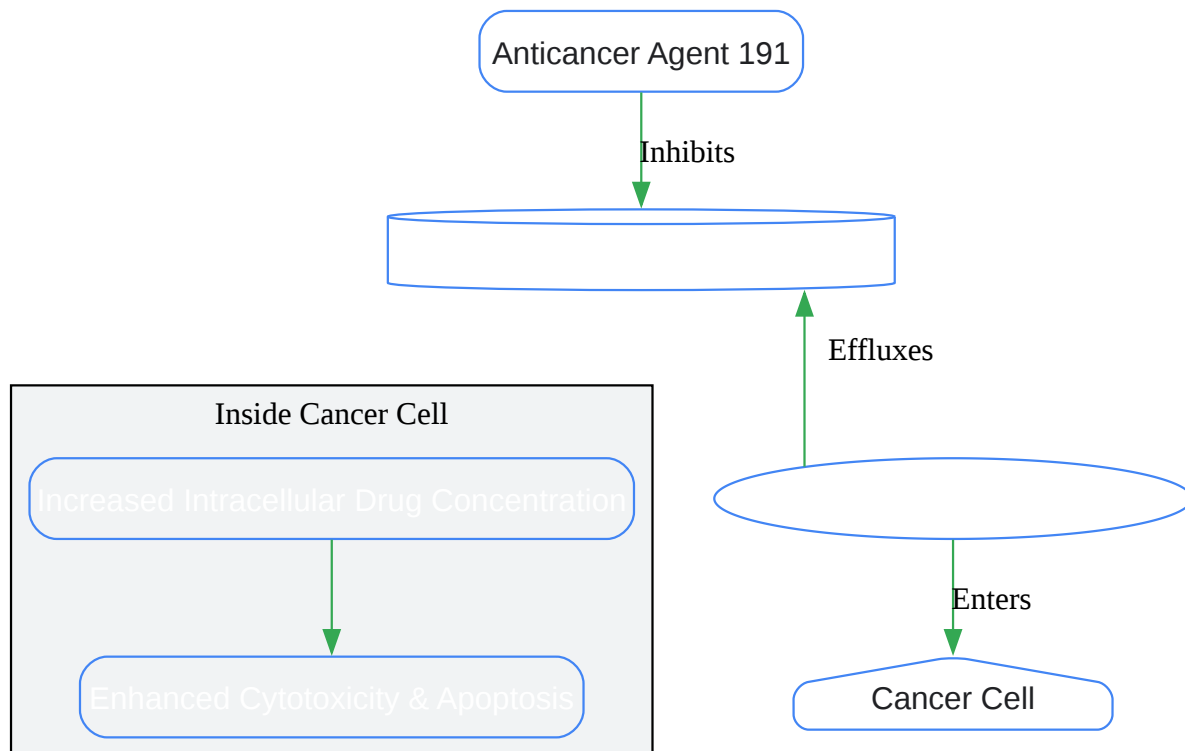 Anticancer Agent 191
Inhibits
Effluxes
Inside Cancer Cell
Increased Intracellular Drug Concentration
Enters
Enhanced Cytotoxicity & Apoptosis
Cancer Cell